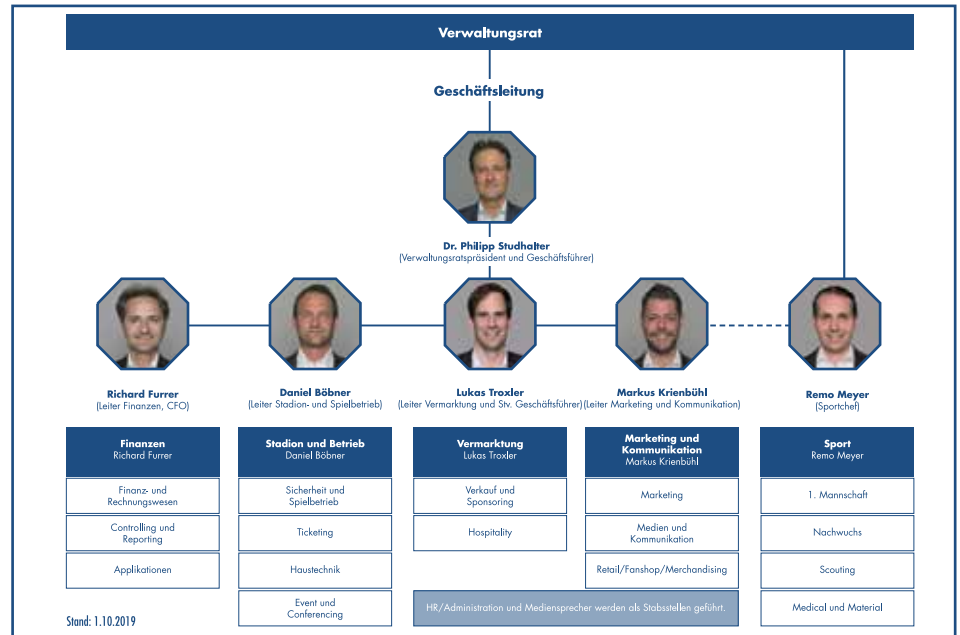 Verwaltungsrat
Geschäftsleitung
Dr. Philipp Studhalter
(Verwaltungsratspräsident und Geschäftsführer)
Richard Furrer
(Leiter Finanzen, CFO)
Daniel Böbner
(Leiter Stadion- und Spielbetrieb)
Lukas Troxler
(Leiter Vermarktung und Stv. Geschäftsführer)
Markus Krienbühl
(Leiter Marketing und Kommunikation)
Remo Meyer
(Sportchef)
Finanzen
Richard Furrer
Finanz- und
Rechnungswesen
Controlling und
Reporting
Applikationen
Stadion und Betrieb
Daniel Böbner
Sicherheit und
Spielbetrieb
Ticketing
Haustechnik
Event und
Conferencing
Vermarktung
Lukas Troxler
Verkauf und
Sponsoring
Hospitality
Marketing und
Kommunikation
Markus Krienbühl
Marketing
Medien und
Kommunikation
Retail/Fanshop/Merchandising
HR/Administration und Mediensprecher werden als Stabsstellen geführt.
Sport
Remo Meyer
1. Mannschaft
Nachwuchs
Scouting
Medical und Material
Stand: 1.10.2019